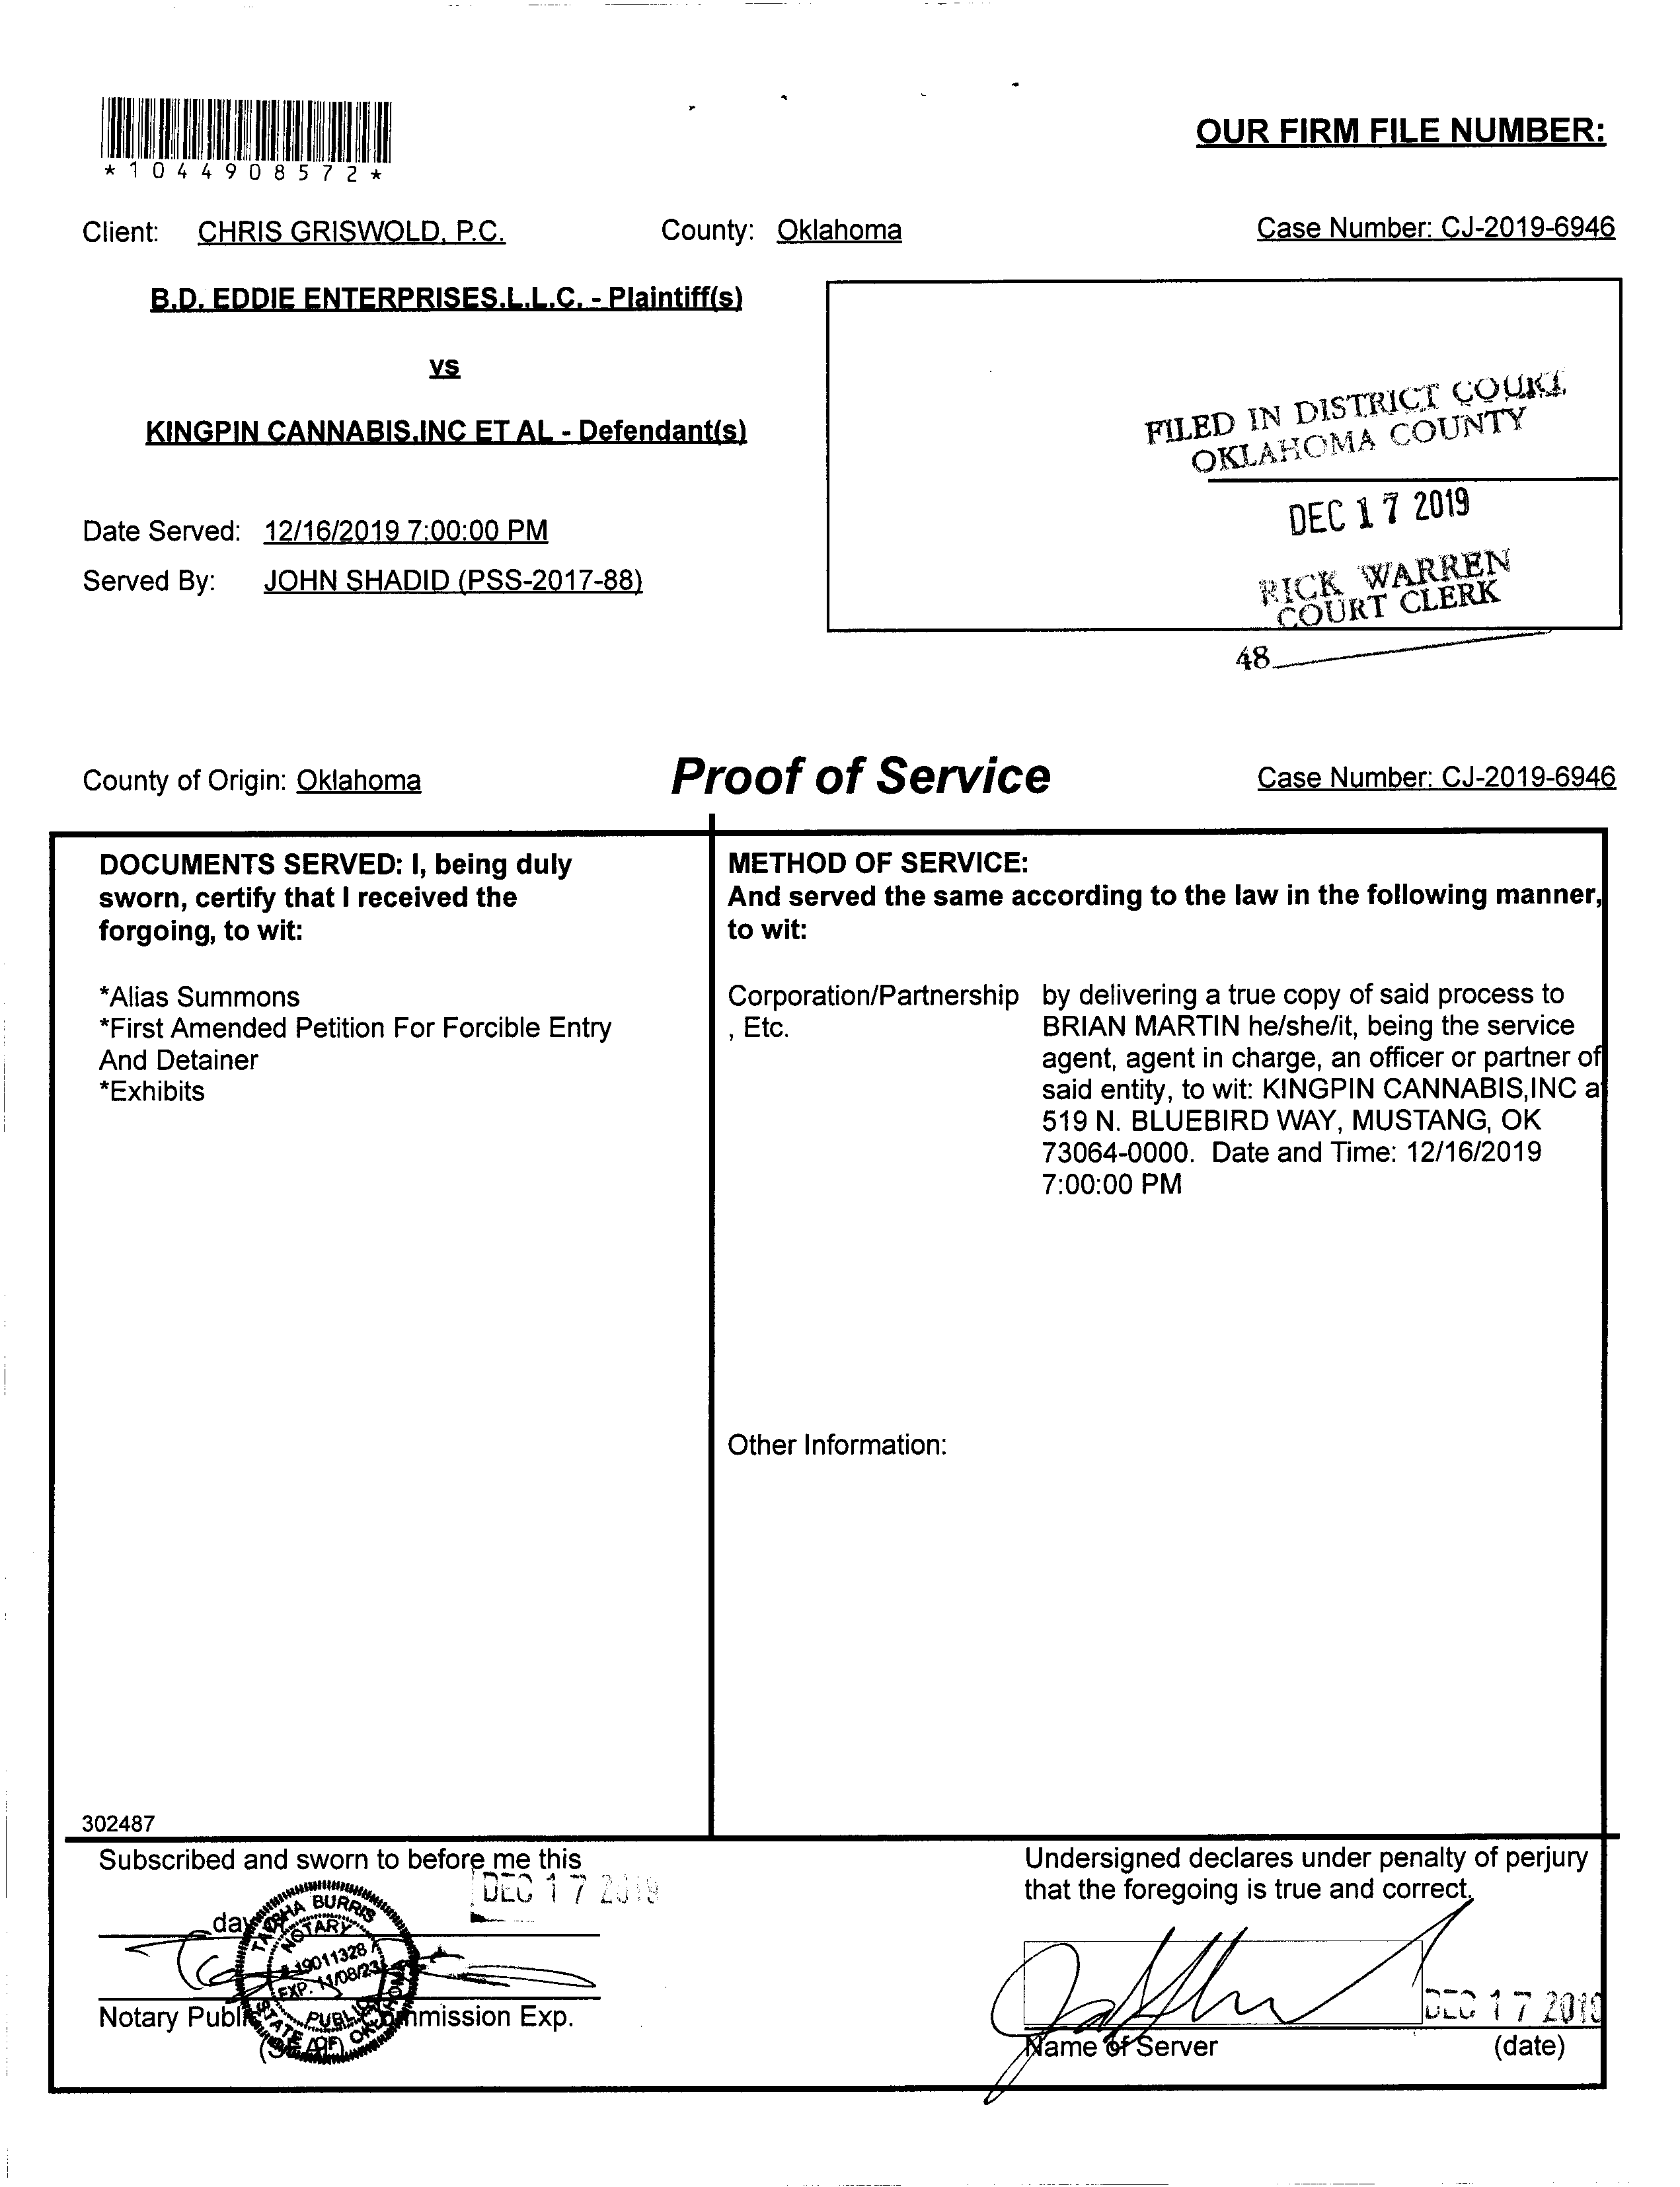 OUR FIRM FILE NUMBER:
*1044908572*
Client: CHRIS GRISWOLD, P.C. County: Oklahoma Case Number: CJ-2019-6946
B.D. EDDIE ENTERPRISES.L.L.C. - Plaintiff(s)
vs
KINGPIN CANNABIS,INC ET AL - Defendant(s)
FILED IN DISTRICT COURT
OKLAHOMA COUNTY
DEC 17 2019
RICK WARREN
COURT CLERK
48
Date Served: 12/16/2019 7:00:00 PM
Served By: JOHN SHADID (PSS-2017-88)
County of Origin: Oklahoma Proof of Service Case Number: CJ-2019-6946
DOCUMENTS SERVED: I, being duly
sworn, certify that I received the
forgoing, to wit:
*Alias Summons
*First Amended Petition For Forcible Entry
And Detainer
*Exhibits
METHOD OF SERVICE:
And served the same according to the law in the following manner,
to wit:
Corporation/Partnership
, Etc.
by delivering a true copy of said process to
BRIAN MARTIN he/she/it, being the service
agent, agent in charge, an officer or partner of
said entity, to wit: KINGPIN CANNABIS,INC a
519 N. BLUEBIRD WAY, MUSTANG, OK
73064-0000. Date and Time: 12/16/2019
7:00:00 PM
Other Information:
302487
Subscribed and sworn to before me this
DEC 17 2019
day
TAISHA BURRIS
NOTARY
# 19011328
EXP. 11/08/23
PUBLIC
STATE OF OKLAHOMA
Notary Publi mmission Exp.
Undersigned declares under penalty of perjury
that the foregoing is true and correct.
DEC 17 2019
Name of Server (date)